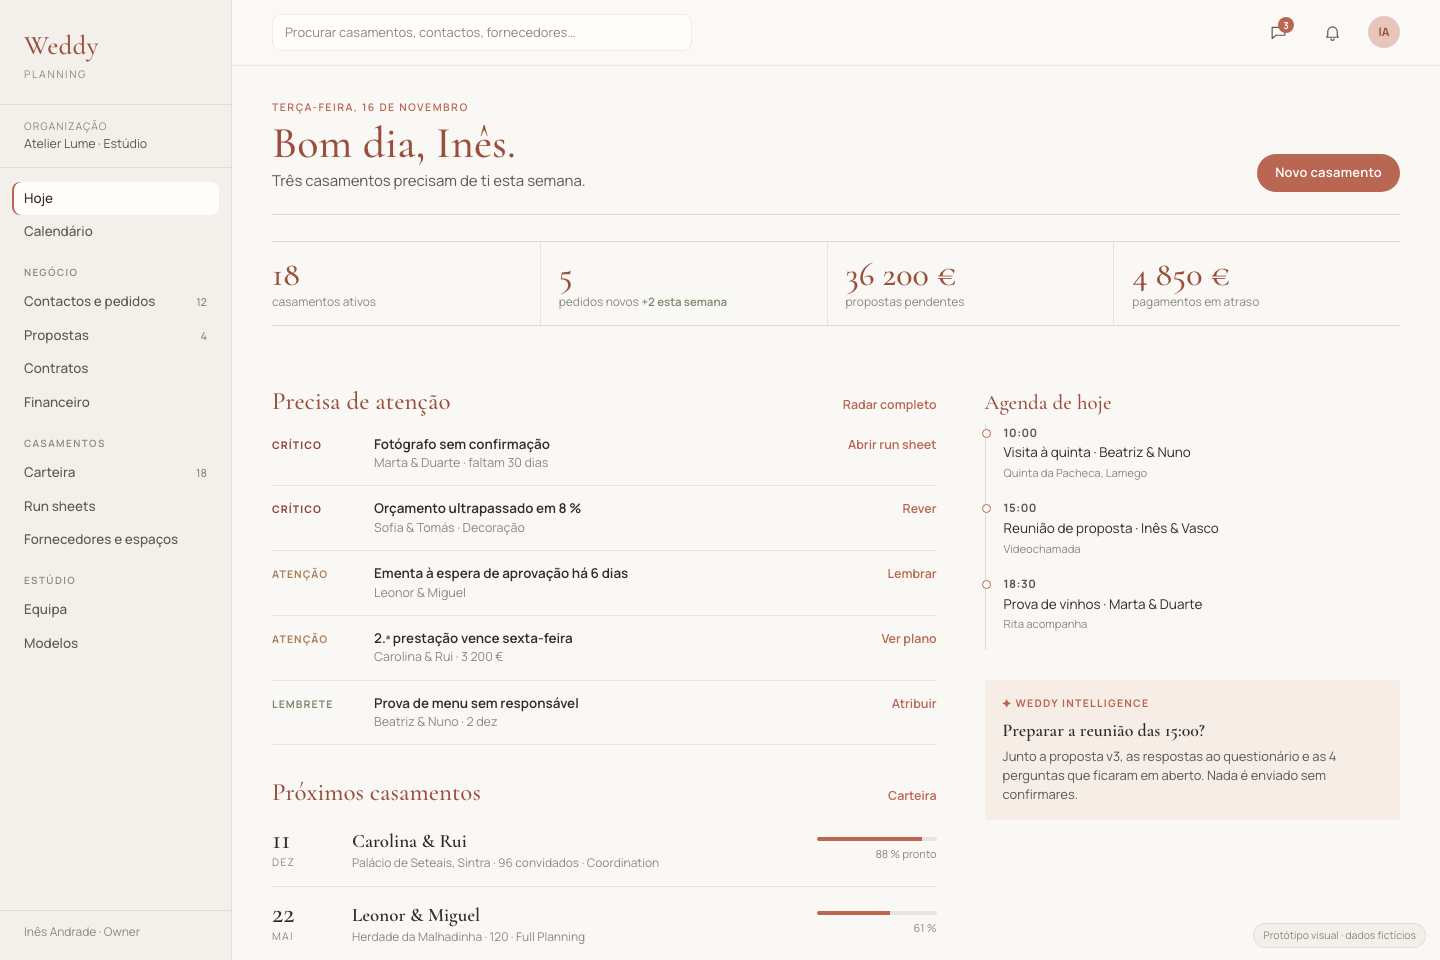 Weddy
PLANNING
ORGANIZAÇÃO
Atelier Lume · Estúdio
Hoje
Calendário
NEGÓCIO
Contactos e pedidos 12
Propostas 4
Contratos
Financeiro
CASAMENTOS
Carteira 18
Run sheets
Fornecedores e espaços
ESTÚDIO
Equipa
Modelos
Inês Andrade · Owner
Procurar casamentos, contactos, fornecedores…
3
IA
TERÇA-FEIRA, 16 DE NOVEMBRO
Bom dia, Inês.
Três casamentos precisam de ti esta semana.
Novo casamento
18
casamentos ativos
5
pedidos novos +2 esta semana
36 200 €
propostas pendentes
4 850 €
pagamentos em atraso
Precisa de atenção
Radar completo
CRÍTICO
Fotógrafo sem confirmação
Marta & Duarte · faltam 30 dias
Abrir run sheet
CRÍTICO
Orçamento ultrapassado em 8 %
Sofia & Tomás · Decoração
Rever
ATENÇÃO
Ementa à espera de aprovação há 6 dias
Leonor & Miguel
Lembrar
ATENÇÃO
2.ª prestação vence sexta-feira
Carolina & Rui · 3 200 €
Ver plano
LEMBRETE
Prova de menu sem responsável
Beatriz & Nuno · 2 dez
Atribuir
Próximos casamentos
Carteira
11
DEZ
Carolina & Rui
Palácio de Seteais, Sintra · 96 convidados · Coordination
88 % pronto
22
MAI
Leonor & Miguel
Herdade da Malhadinha · 120 · Full Planning
61 %
Agenda de hoje
10:00
Visita à quinta · Beatriz & Nuno
Quinta da Pacheca, Lamego
15:00
Reunião de proposta · Inês & Vasco
Videochamada
18:30
Prova de vinhos · Marta & Duarte
Rita acompanha
✦ WEDDY INTELLIGENCE
Preparar a reunião das 15:00?
Junto a proposta v3, as respostas ao questionário e as 4
perguntas que ficaram em aberto. Nada é enviado sem
confirmares.
Protótipo visual · dados fictícios